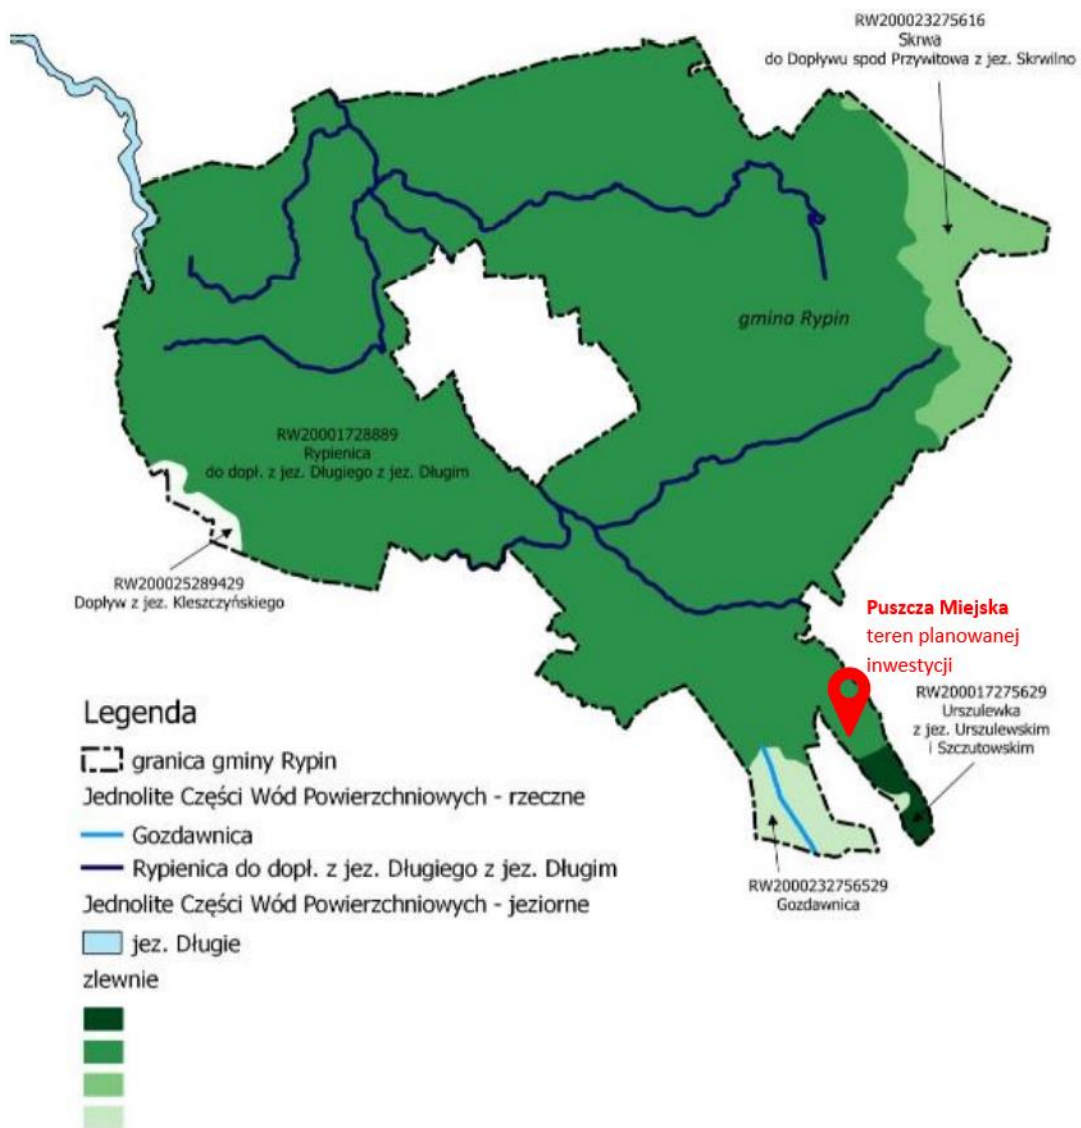 RW200023275616
Skrwa
do Dopływu spod Przywitowa z jez. Skrwilno
gmina Rypin
RW20001728889
Rypienica
do dopł. z jez. Długiego z jez. Długim
RW200025289429
Dopływ z jez. Kleszczyńskiego
Puszcza Miejska
teren planowanej
inwestycji
RW200017275629
Urszulewka
z jez. Urszulewskim
i Szczutowskim
RW2000232756529
Gozdawnica
Legenda
granica gminy Rypin
Jednolite Części Wód Powierzchniowych - rzeczne
Gozdawnica
Rypienica do dopł. z jez. Długiego z jez. Długim
Jednolite Części Wód Powierzchniowych - jeziorne
jez. Długie
zlewnie